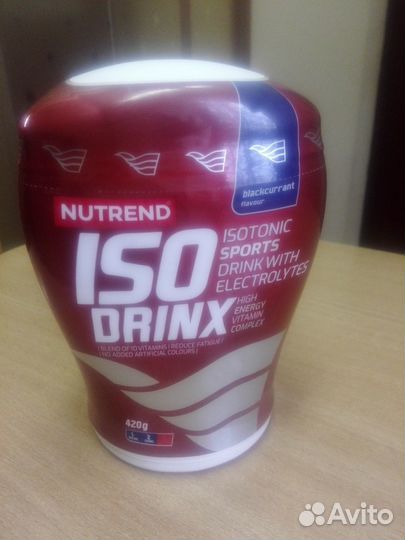 blackcurrant
flavour
NUTREND
ISO
DRINX
ISOTONIC
SPORTS
DRINK WITH
ELECTROLYTES
HIGH
ENERGY
VITAMIN
COMPLEX
| BLEND OF 10 VITAMINS | REDUCE FATIGUE |
| NO ADDED ARTIFICIAL COLOURS |
420g
Avito